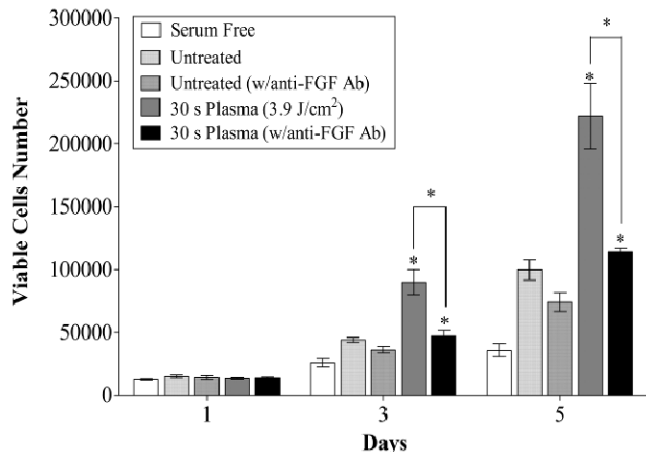 Serum Free
Untreated
Untreated (w/anti-FGF Ab)
30 s Plasma (3.9 J/cm²)
30 s Plasma (w/anti-FGF Ab)
300000
250000
200000
150000
100000
50000
0
Viable Cells Number
*
*
*
*
*
*
1
3
5
Days